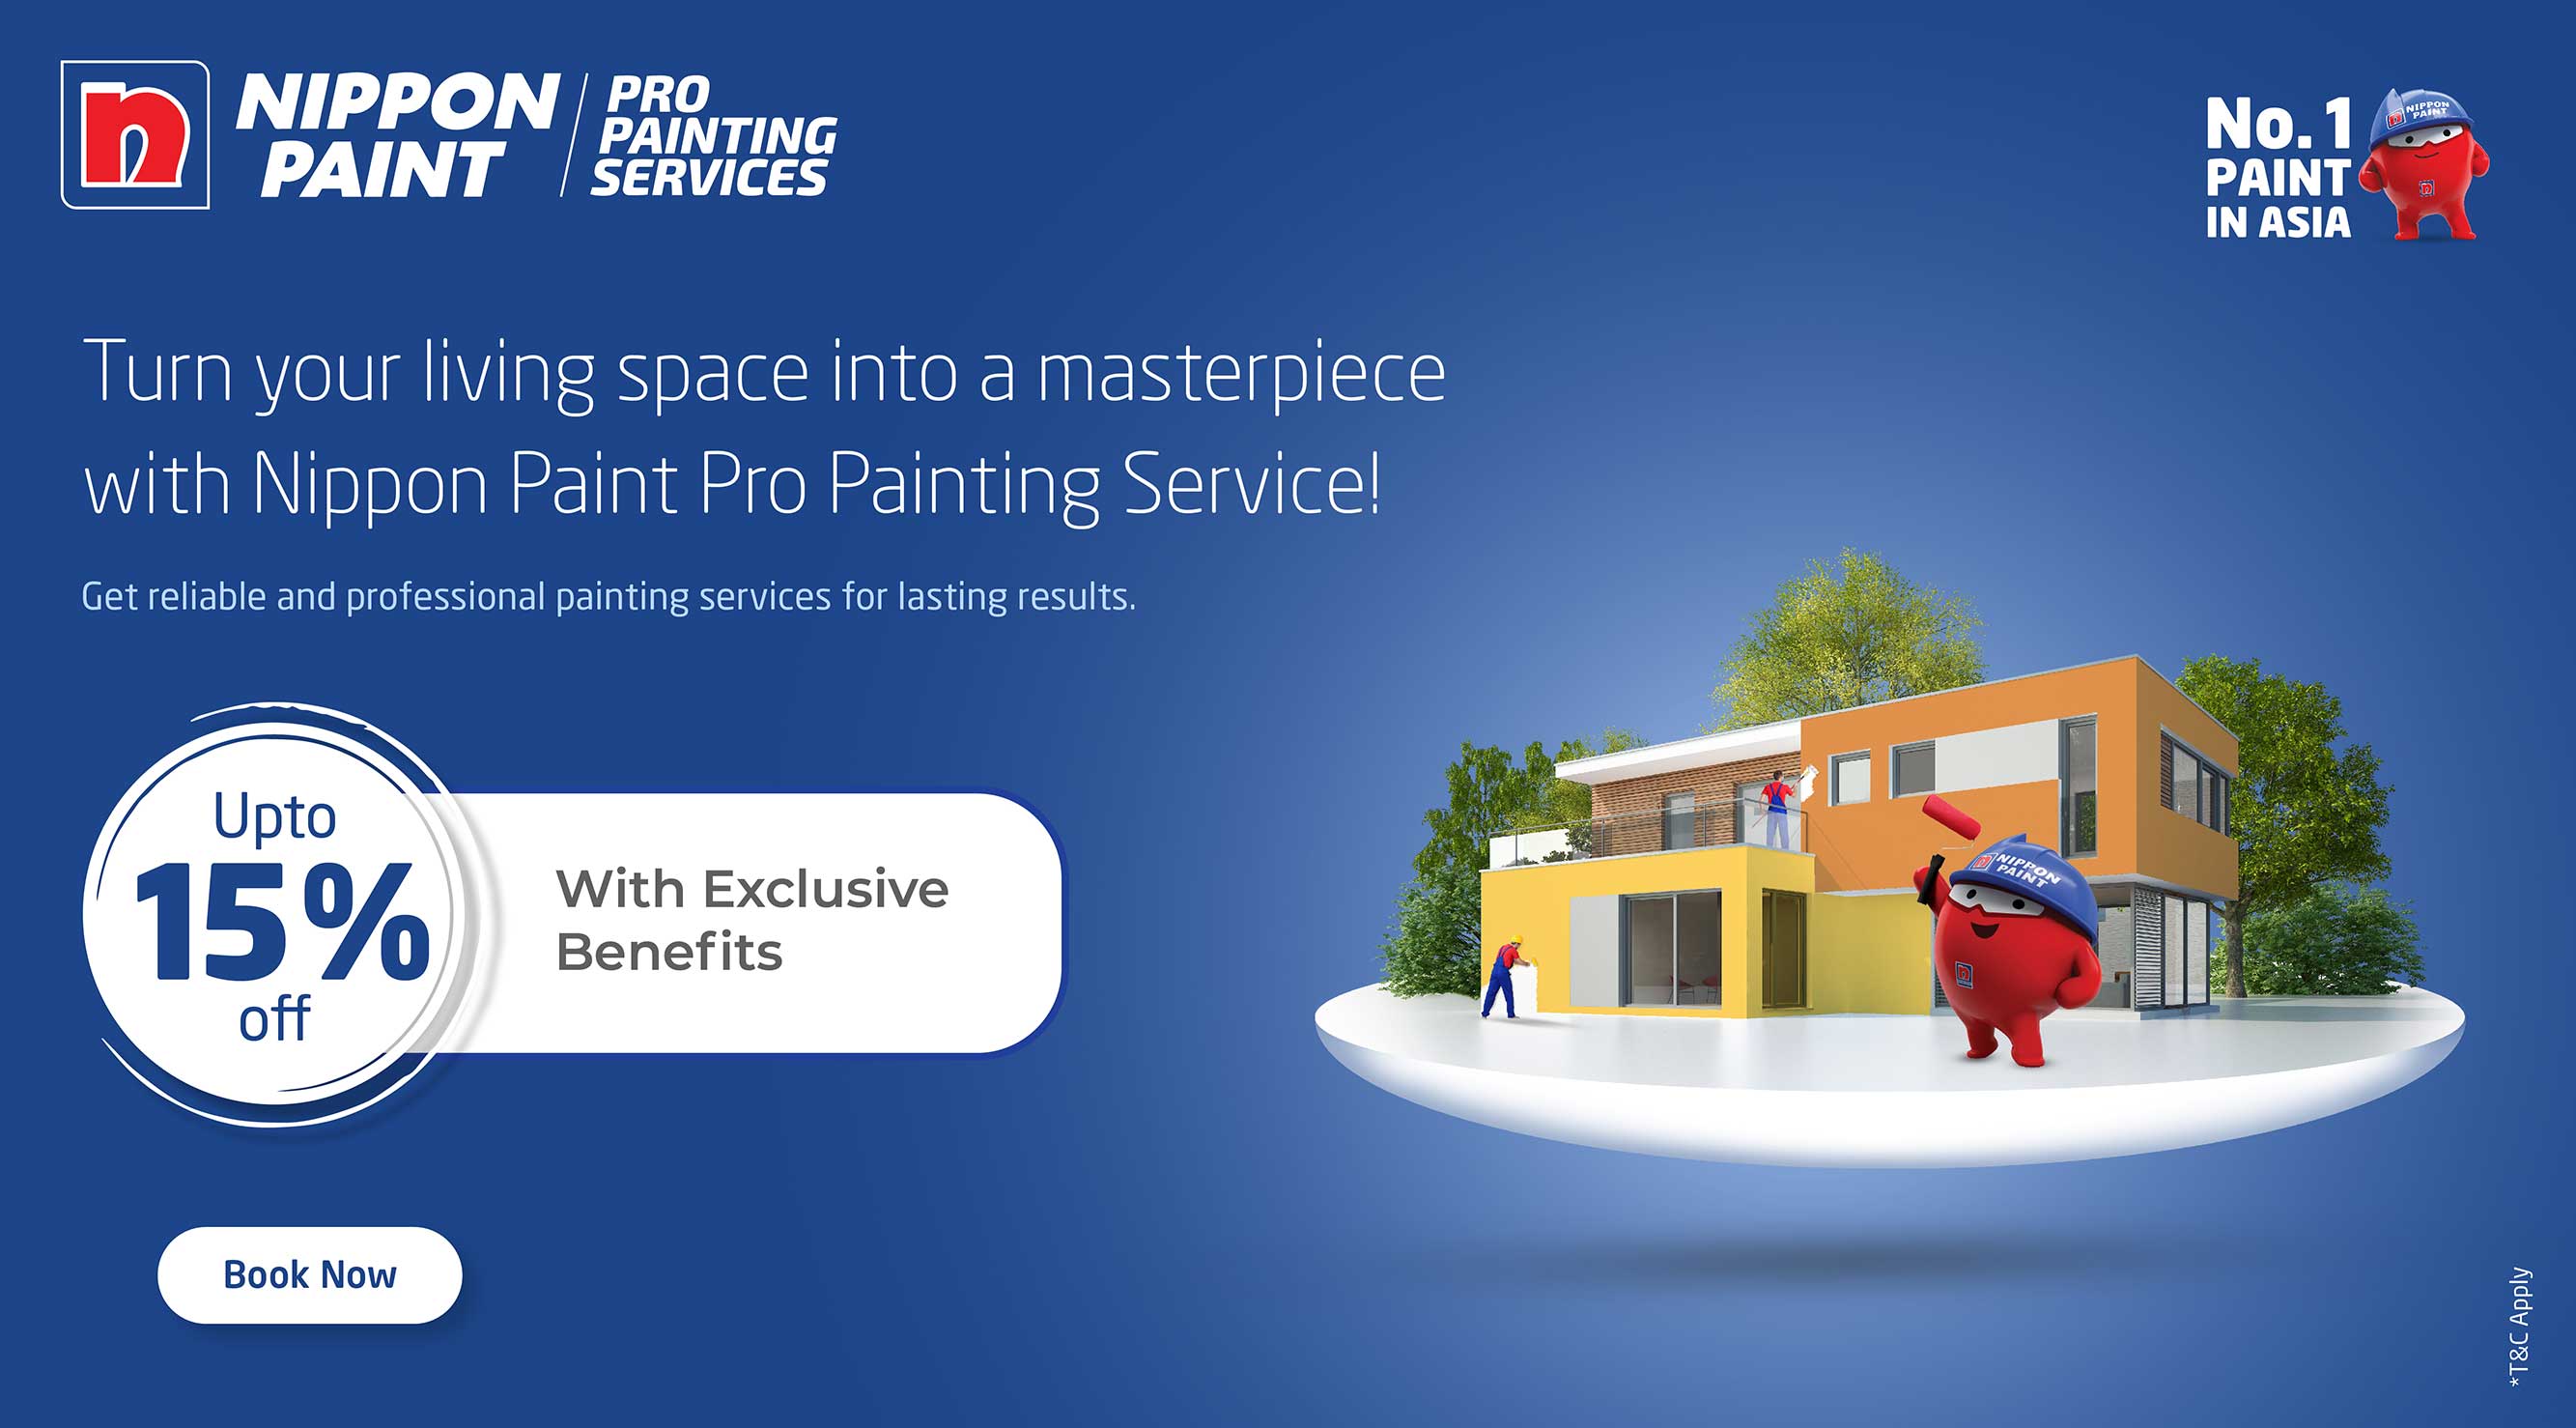 n
NIPPON
PAINT
PRO
PAINTING
SERVICES
No. 1
PAINT
IN ASIA
NIPPON
PAINT
Turn your living space into a masterpiece
with Nippon Paint Pro Painting Service!
Get reliable and professional painting services for lasting results.
Upto
15%
off
With Exclusive
Benefits
NIPPON
PAINT
Book Now
*T&C Apply